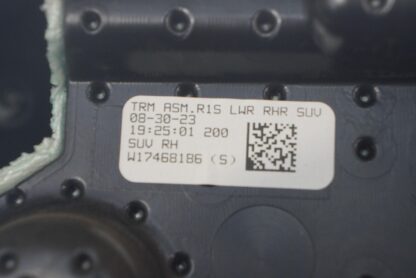 TRM ASM.R1S LWR RHR SUV
08-30-23
19:25:01 200
SUV RH
W17468186 (S)